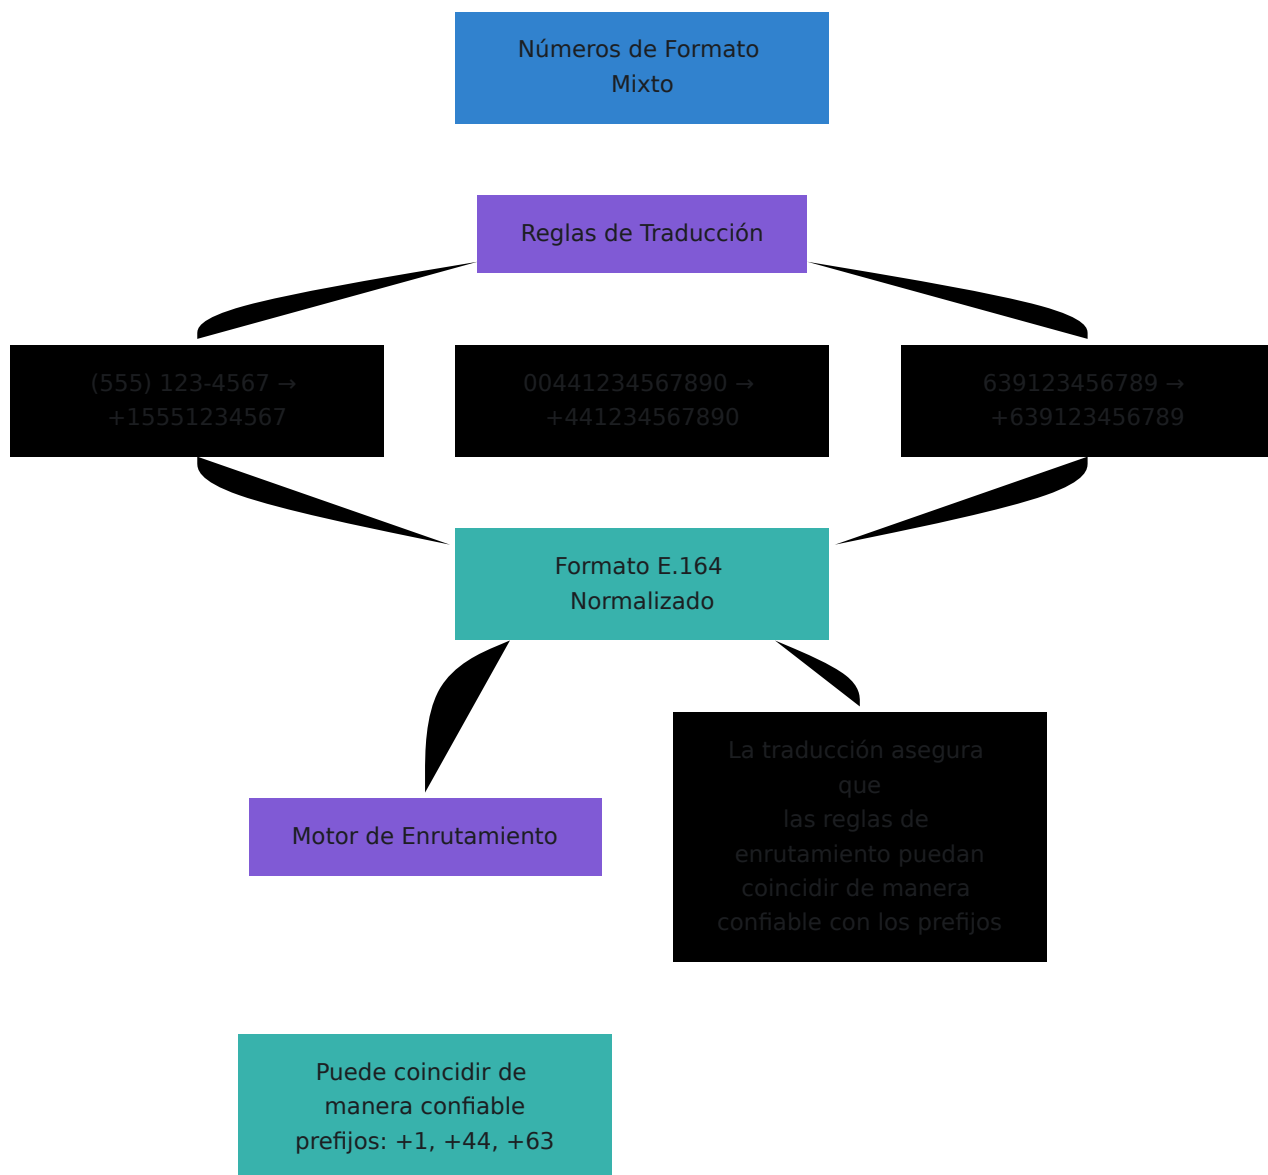 Números de Formato
Mixto
Reglas de Traducción
(555) 123-4567 →
+15551234567
00441234567890 →
+441234567890
639123456789 →
+639123456789
Formato E.164
Normalizado
Motor de Enrutamiento
La traducción asegura
que
las reglas de
enrutamiento puedan
coincidir de manera
confiable con los prefijos
Puede coincidir de
manera confiable
prefijos: +1, +44, +63